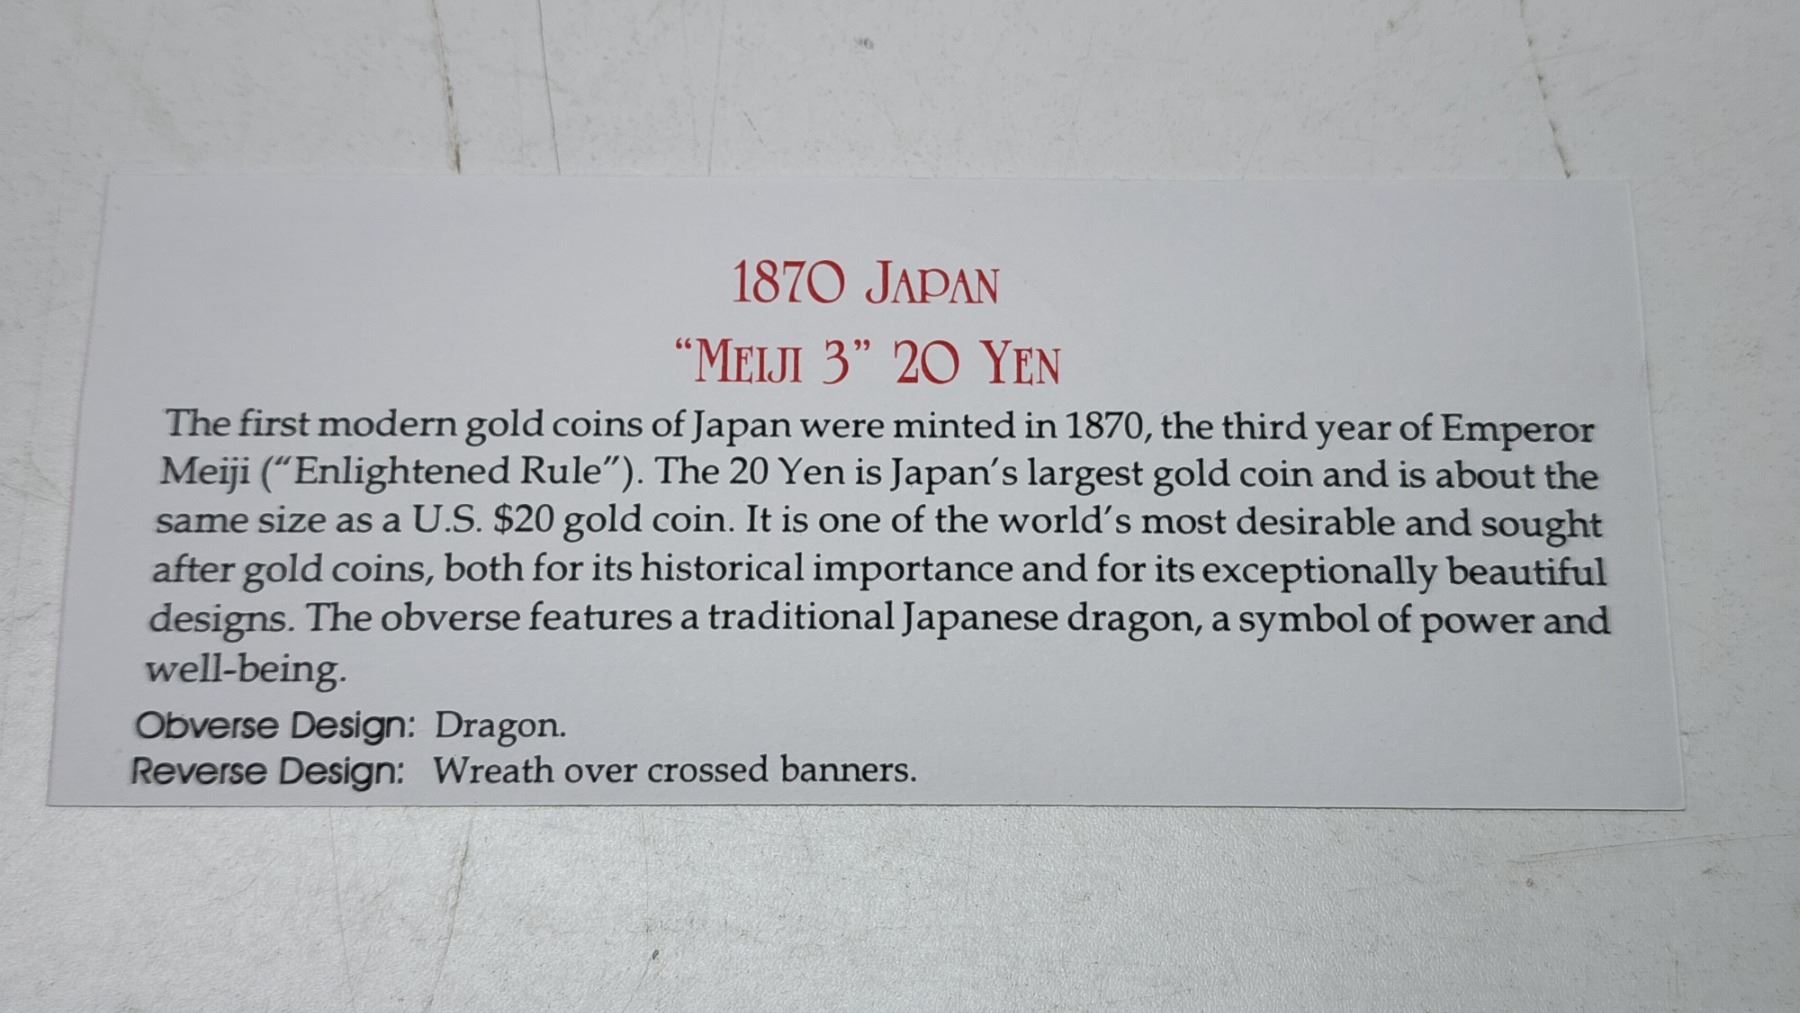 1870 Japan
“Meiji 3” 20 Yen
The first modern gold coins of Japan were minted in 1870, the third year of Emperor
Meiji (“Enlightened Rule”). The 20 Yen is Japan’s largest gold coin and is about the
same size as a U.S. $20 gold coin. It is one of the world’s most desirable and sought
after gold coins, both for its historical importance and for its exceptionally beautiful
designs. The obverse features a traditional Japanese dragon, a symbol of power and
well-being.
Obverse Design: Dragon.
Reverse Design: Wreath over crossed banners.